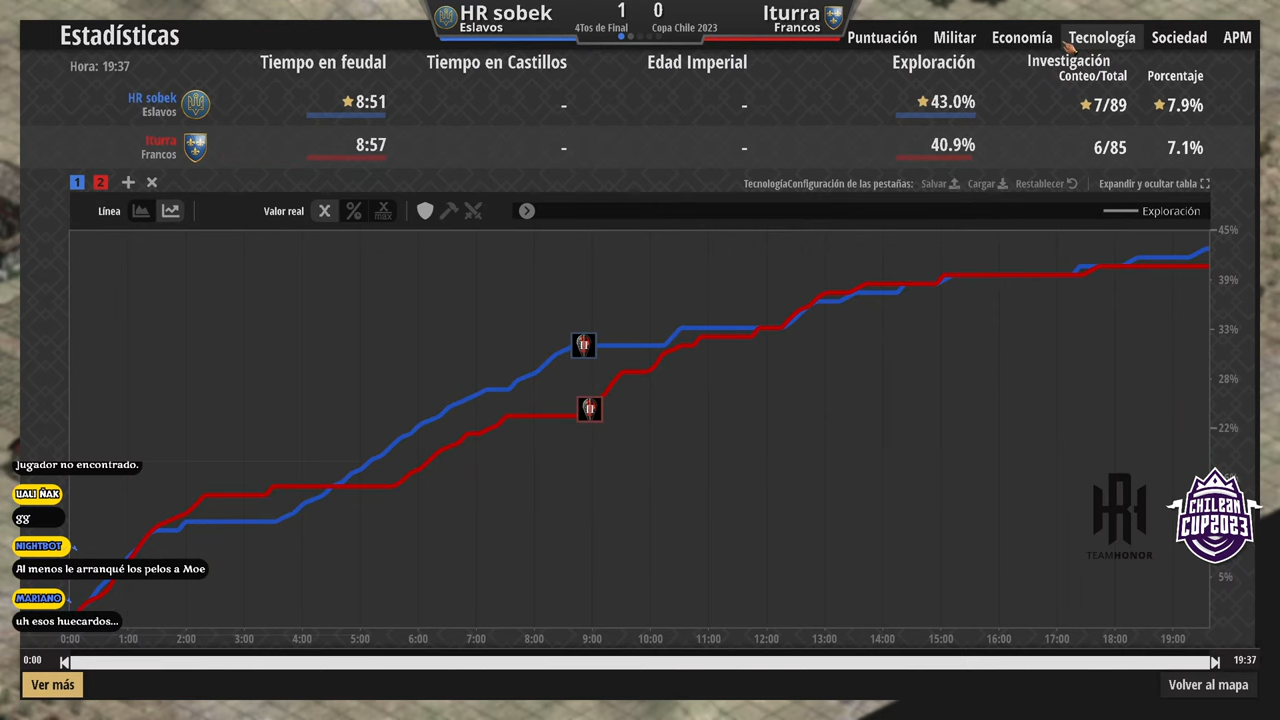 HR sobek
Eslavos
1 0
4Tos de Final Copa Chile 2023
Iturra
Francos
Estadísticas
Puntuación Militar Economía Tecnología Sociedad APM
Hora: 19:37
Tiempo en feudal Tiempo en Castillos Edad Imperial Exploración
Investigación
Conteo/Total Porcentaje
HR sobek
Eslavos
8:51 - - 43.0% 7/89 7.9%
Iturra
Francos
8:57 - - 40.9% 6/85 7.1%
1 2
TecnologíaConfiguración de las pestañas: Salvar Cargar Restablecer Expandir y ocultar tabla
Línea Valor real X % X max
Exploración
45%
39%
33%
28%
22%
5%
II
II
Jugador no encontrado.
UALI ÑAK
gg
NIGHTBOT
Al menos le arranqué los pelos a Moe
MARIANO
uh esos huecardos...
TEAMHONOR
CHILEAN
CUP2023
0:00 1:00 2:00 3:00 4:00 5:00 6:00 7:00 8:00 9:00 10:00 11:00 12:00 13:00 14:00 15:00 16:00 17:00 18:00 19:00
0:00 19:37
Ver más
Volver al mapa